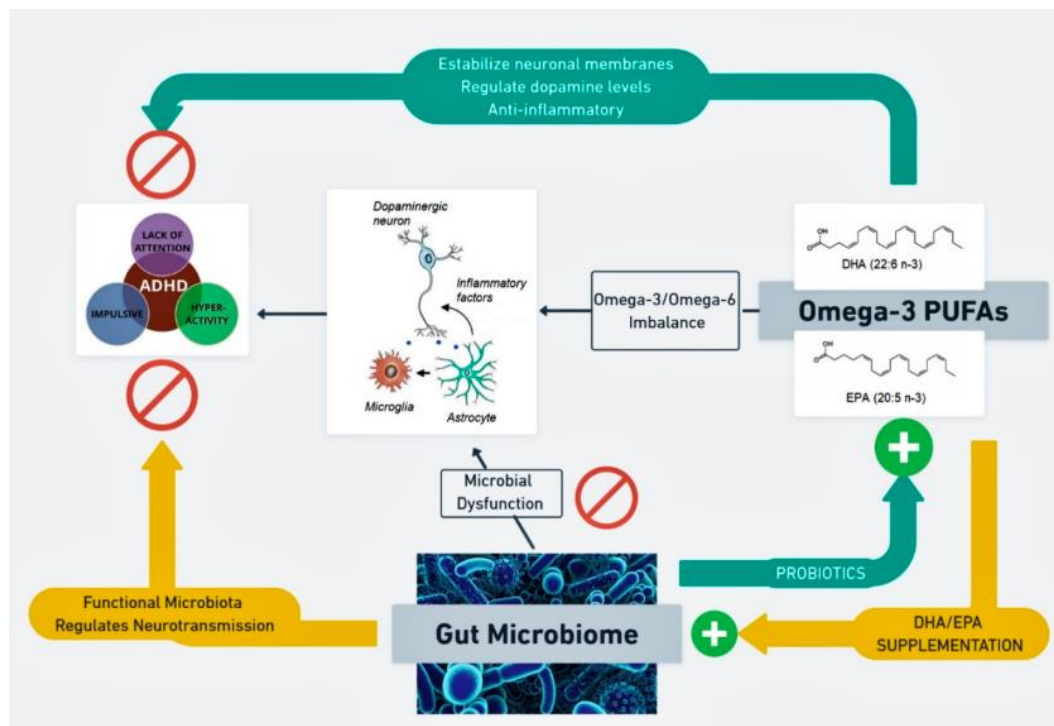 Estabilize neuronal membranes
Regulate dopamine levels
Anti-inflammatory
LACK OF
ATTENTION
ADHD
IMPULSIVE
HYPER-
ACTIVITY
Dopaminergic
neuron
Inflammatory
factors
Microglia
Astrocyte
Omega-3/Omega-6
Imbalance
OH
O
DHA (22:6 n-3)
Omega-3 PUFAs
OH
O
EPA (20:5 n-3)
Microbial
Dysfunction
PROBIOTICS
Functional Microbiota
Regulates Neurotransmission
Gut Microbiome
DHA/EPA
SUPPLEMENTATION